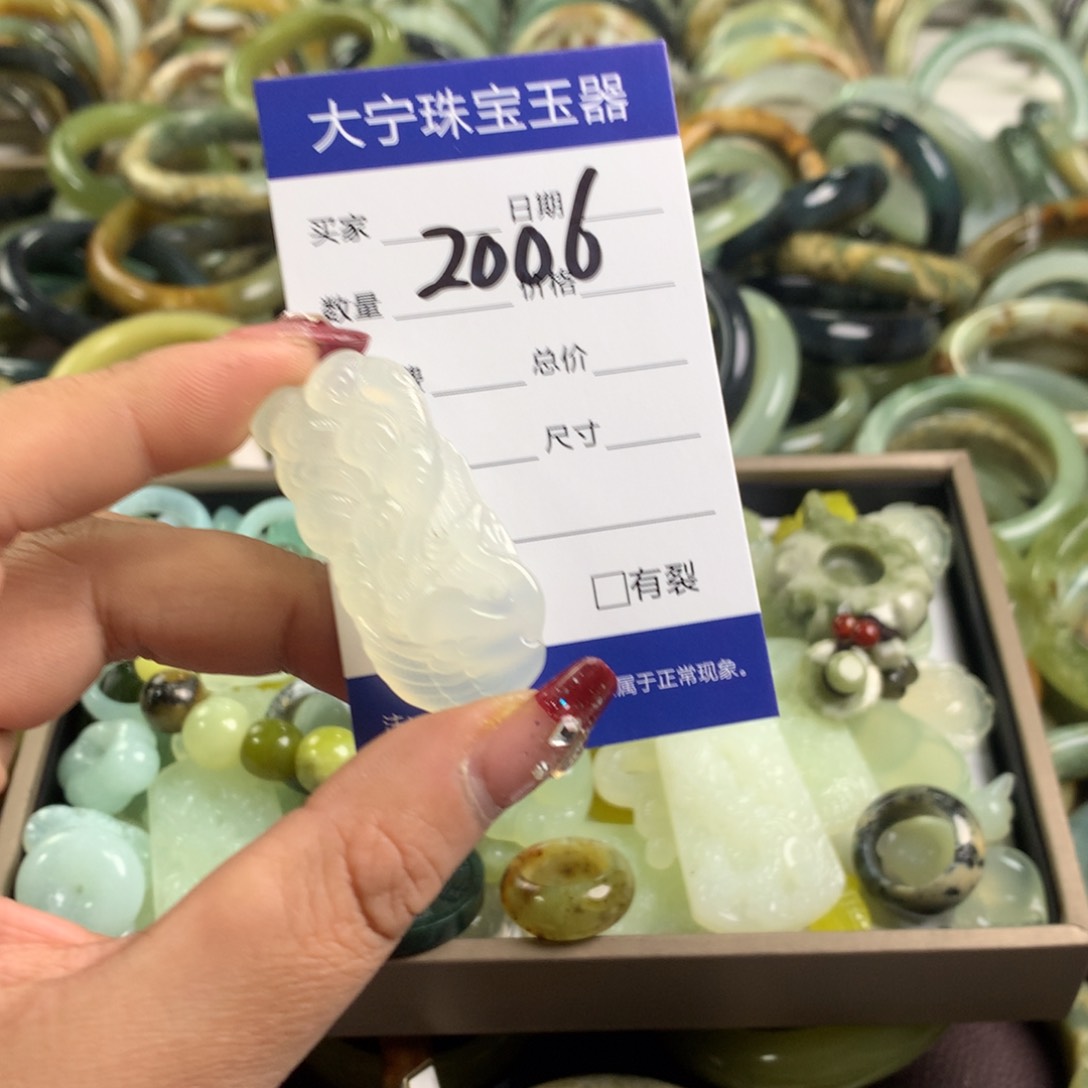 大宁珠宝玉器
买家 日期
2006
数量 价格
总价
尺寸
□有裂
属于正常现象。